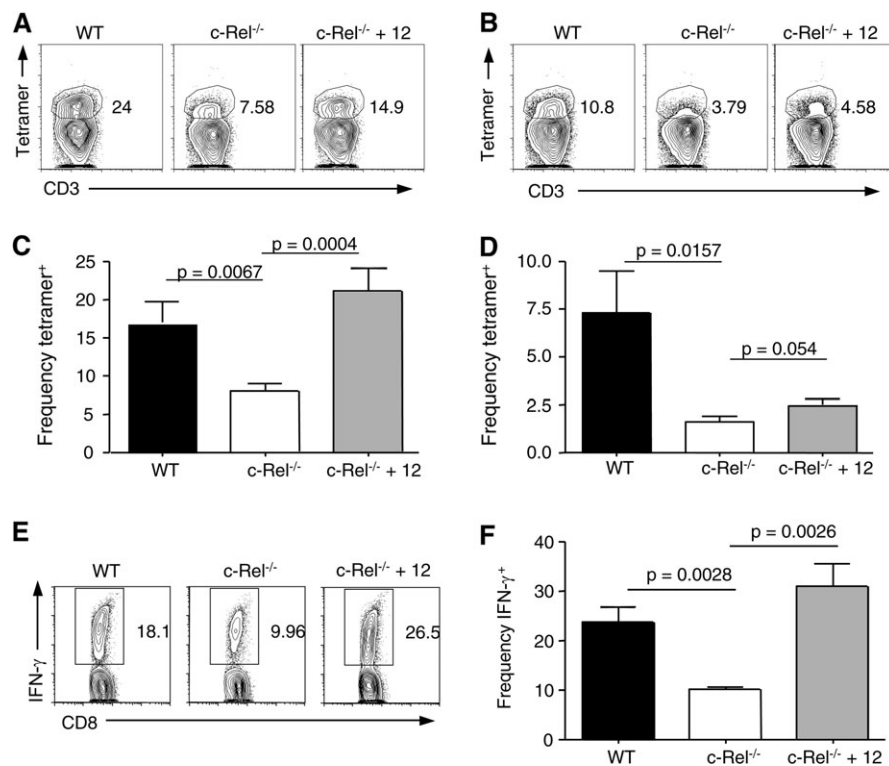 A
WT c-Rel-/- c-Rel-/- + 12
Tetramer
24 7.58 14.9
CD3
B
WT c-Rel-/- c-Rel-/- + 12
Tetramer
10.8 3.79 4.58
CD3
C
Frequency tetramer+
25
20
15
10
5
0
p = 0.0067
p = 0.0004
WT c-Rel-/- c-Rel-/- + 12
D
Frequency tetramer+
10.0
7.5
5.0
2.5
0.0
p = 0.0157
p = 0.054
WT c-Rel-/- c-Rel-/- + 12
E
WT c-Rel-/- c-Rel-/- + 12
IFN-γ
18.1 9.96 26.5
CD8
F
Frequency IFN-γ+
40
30
20
10
0
p = 0.0028
p = 0.0026
WT c-Rel-/- c-Rel-/- + 12